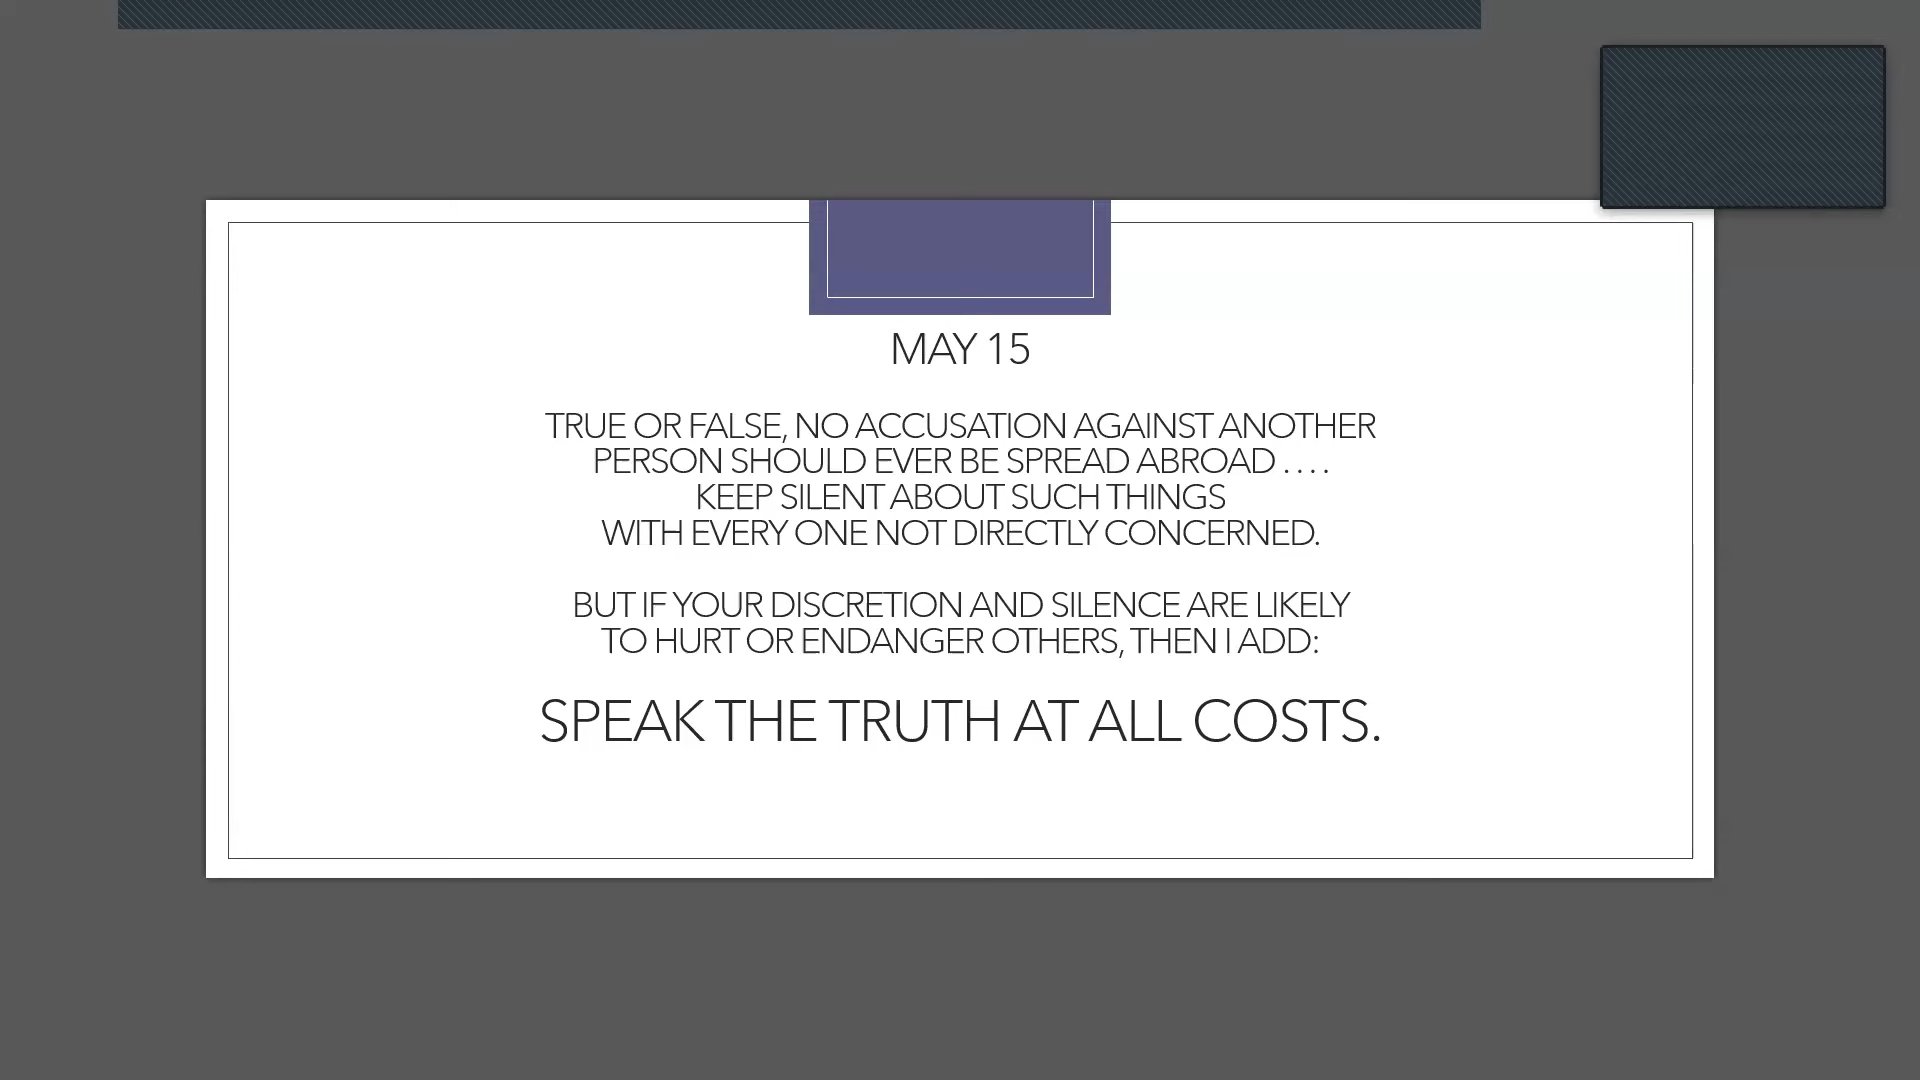 MAY 15
TRUE OR FALSE, NO ACCUSATION AGAINST ANOTHER
PERSON SHOULD EVER BE SPREAD ABROAD . . . .
KEEP SILENT ABOUT SUCH THINGS
WITH EVERY ONE NOT DIRECTLY CONCERNED.
BUT IF YOUR DISCRETION AND SILENCE ARE LIKELY
TO HURT OR ENDANGER OTHERS, THEN I ADD:
SPEAK THE TRUTH AT ALL COSTS.